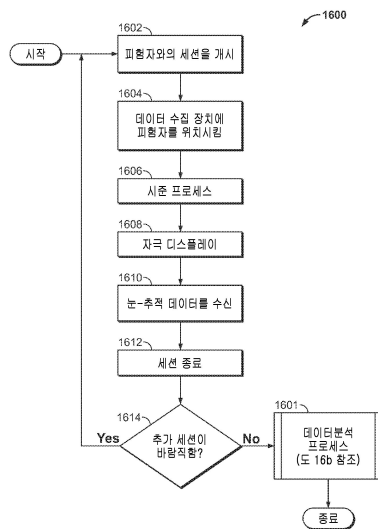 1600
시작
1602
피험자와의 세션을 개시
1604
데이터 수집 장치에
피험자를 위치시킴
1606
시준 프로세스
1608
자극 디스플레이
1610
눈-추적 데이터를 수신
1612
세션 종료
1614
추가 세션이
바람직함?
Yes
No
1601
데이터분석
프로세스
(도 16b 참조)
종료